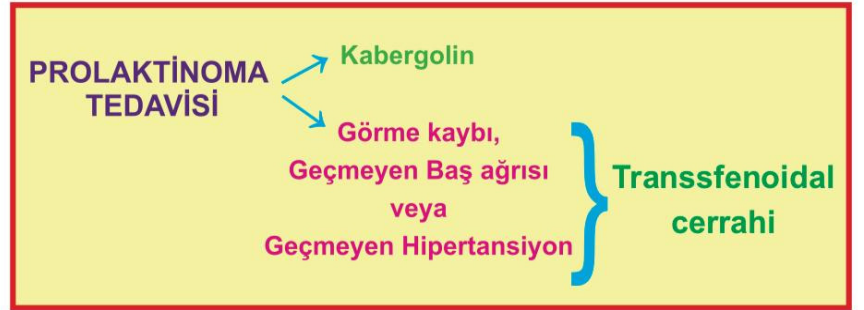 PROLAKTİNOMA
TEDAVİSİ
Kabergolin
Görme kaybı,
Geçmeyen Baş ağrısı
veya
Geçmeyen Hipertansiyon
Transsfenoidal
cerrahi